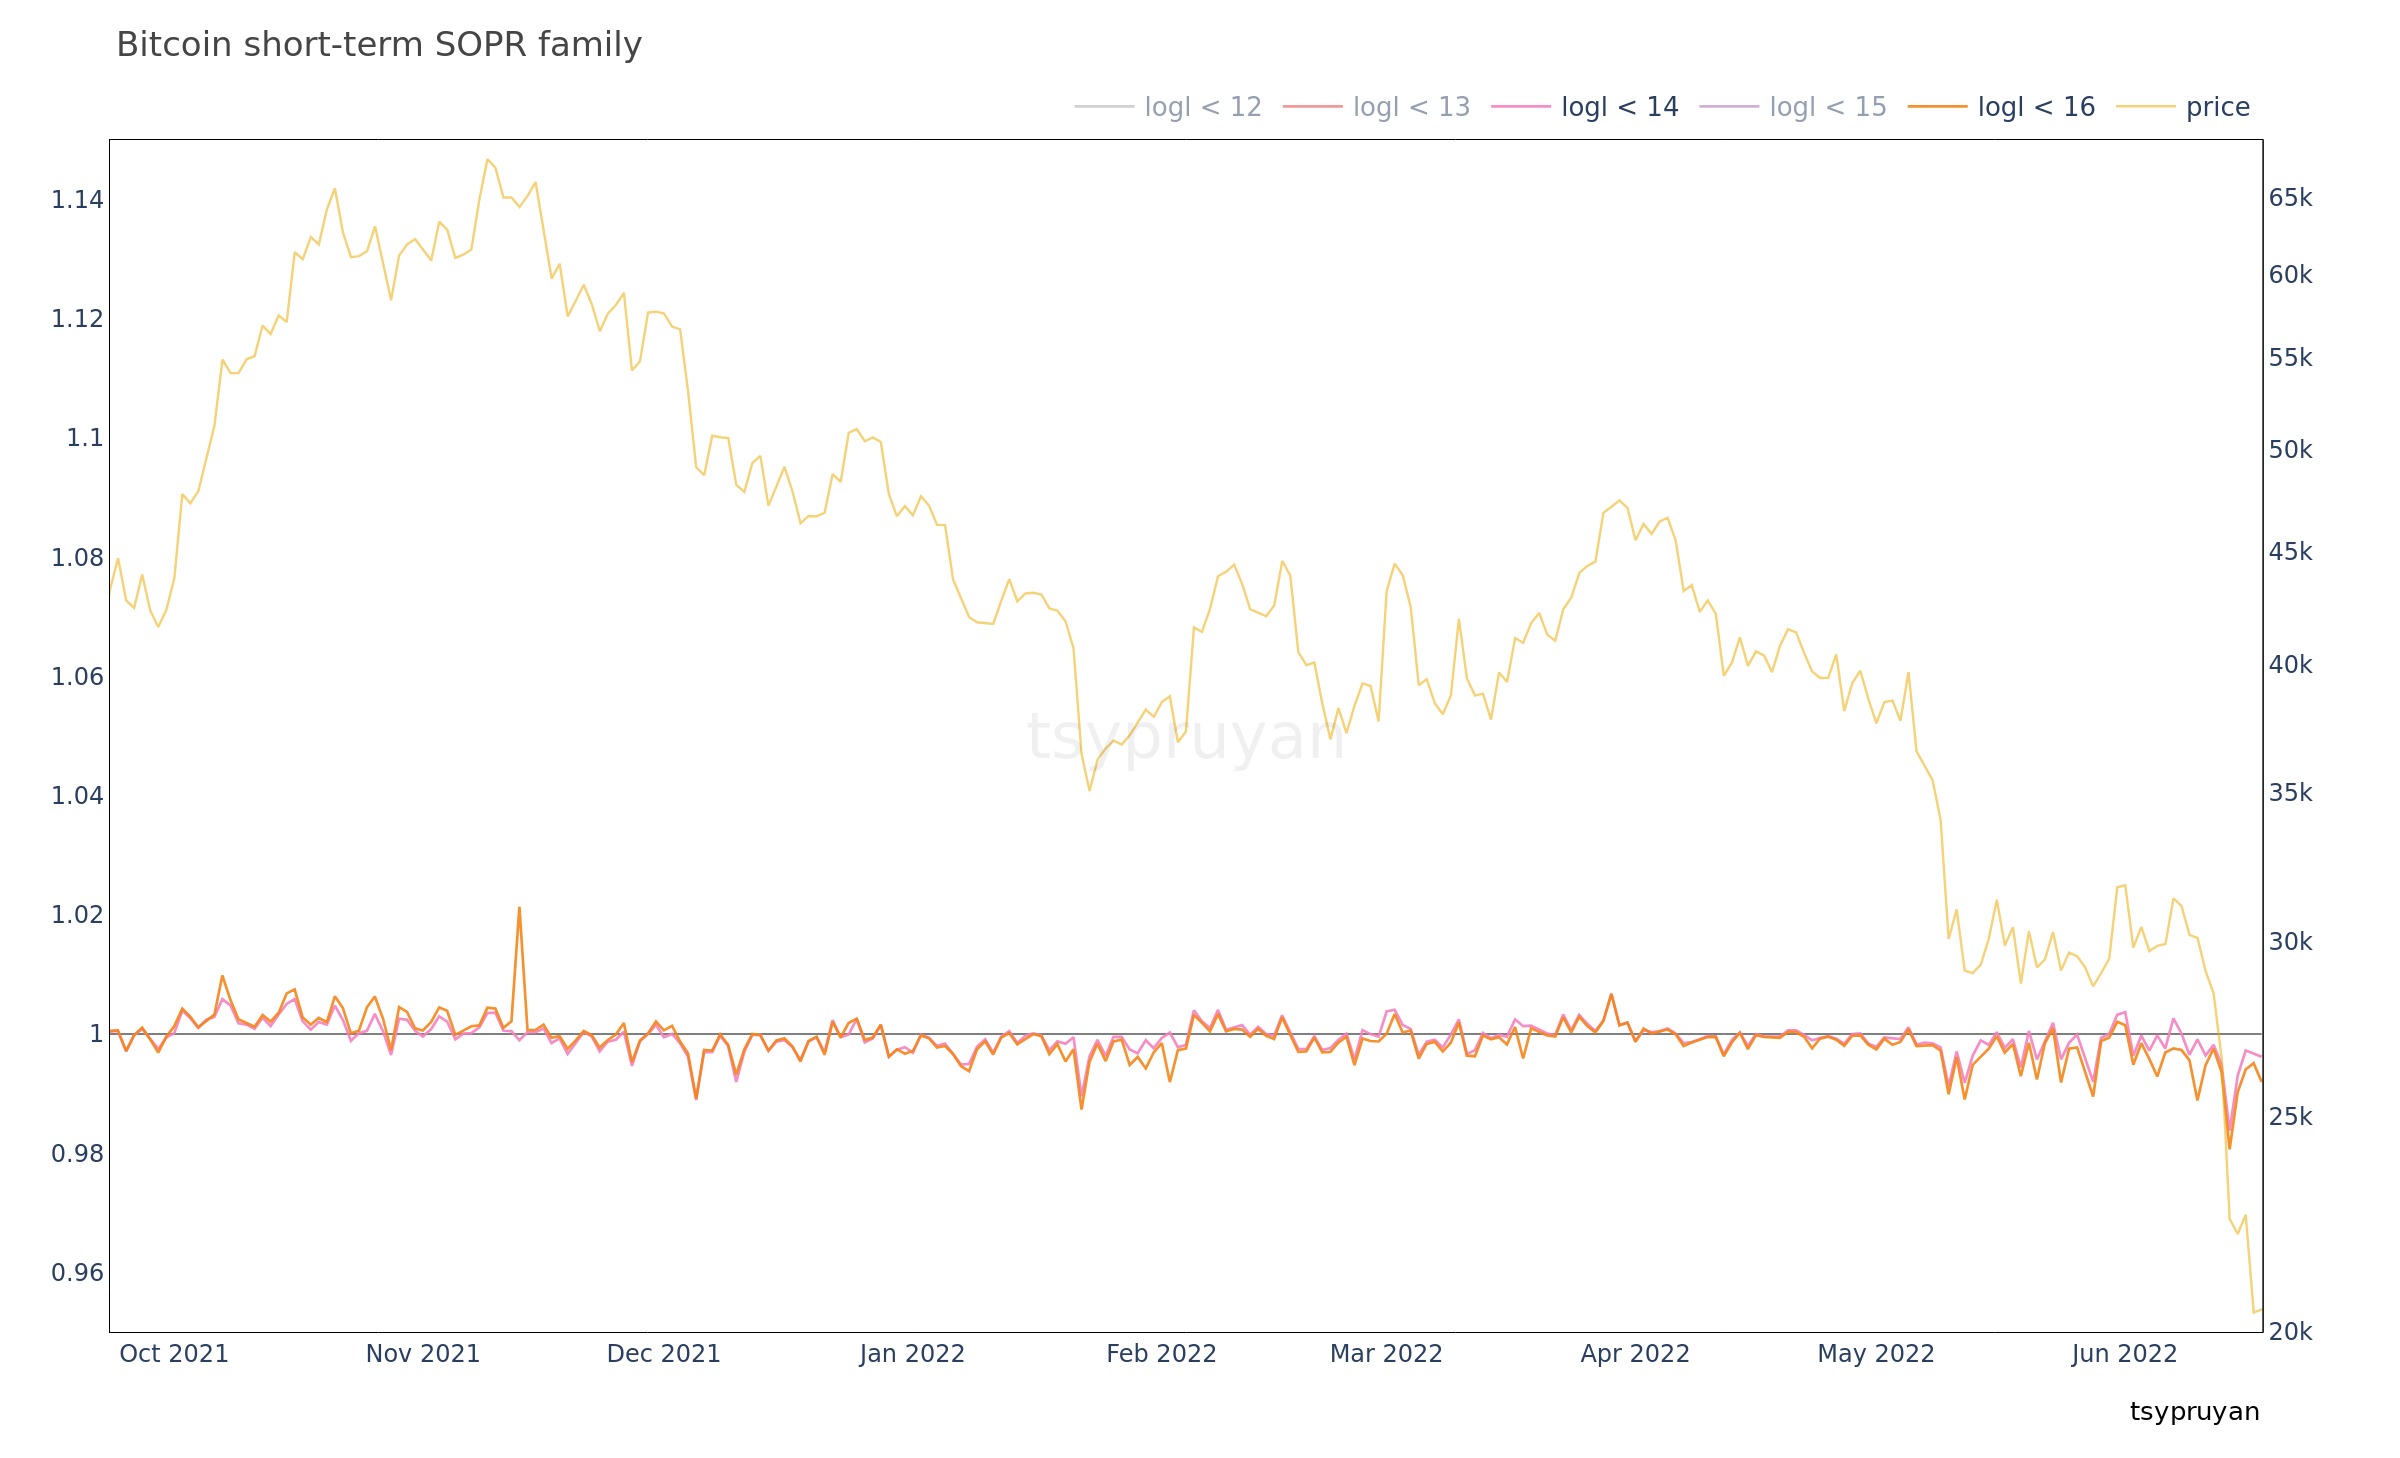 Bitcoin short-term SOPR family
logl < 12 logl < 13 logl < 14 logl < 15 logl < 16 price
1.14 65k
60k
1.12
55k
1.1 50k
1.08 45k
1.06 40k
tsypruyan
1.04 35k
1.02 30k
1
25k
0.98
0.96
20k
Oct 2021 Nov 2021 Dec 2021 Jan 2022 Feb 2022 Mar 2022 Apr 2022 May 2022 Jun 2022
tsypruyan